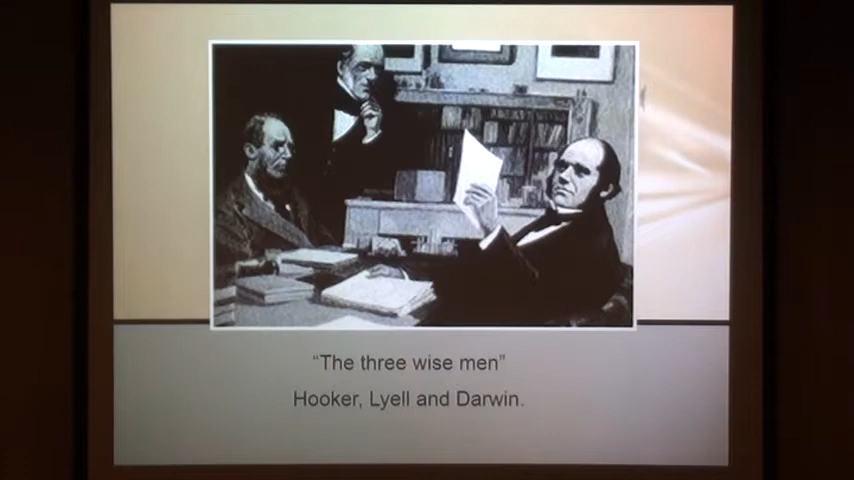 “The three wise men”
Hooker, Lyell and Darwin.